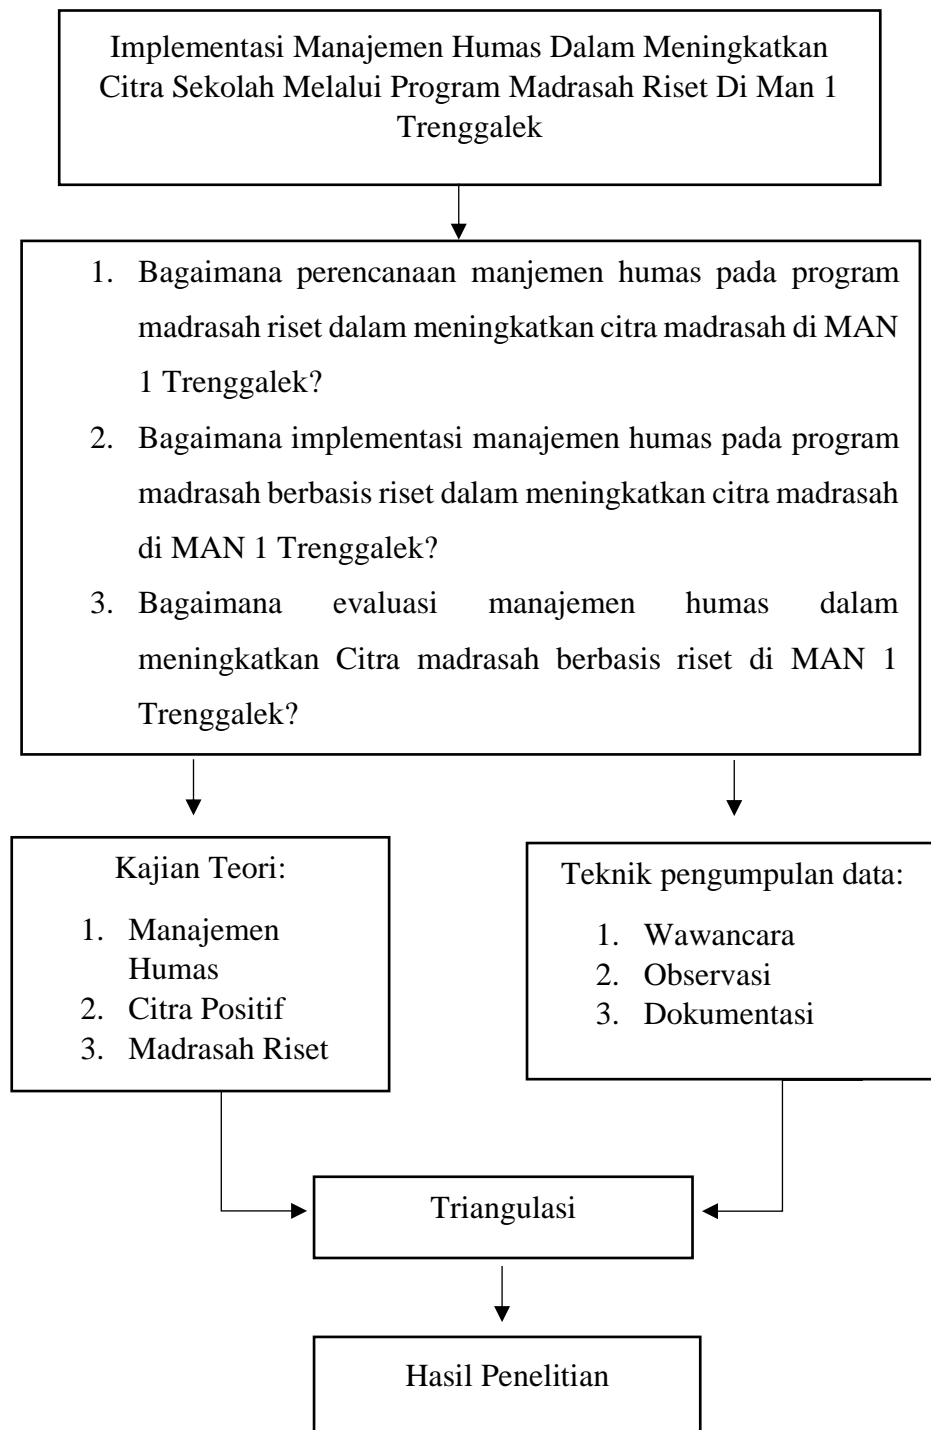 Implementasi Manajemen Humas Dalam Meningkatkan
Citra Sekolah Melalui Program Madrasah Riset Di Man 1
Trenggalek
1. Bagaimana perencanaan manjemen humas pada program
madrasah riset dalam meningkatkan citra madrasah di MAN
1 Trenggalek?
2. Bagaimana implementasi manajemen humas pada program
madrasah berbasis riset dalam meningkatkan citra madrasah
di MAN 1 Trenggalek?
3. Bagaimana evaluasi manajemen humas dalam
meningkatkan Citra madrasah berbasis riset di MAN 1
Trenggalek?
Kajian Teori:
1. Manajemen
Humas
2. Citra Positif
3. Madrasah Riset
Teknik pengumpulan data:
1. Wawancara
2. Observasi
3. Dokumentasi
Triangulasi
Hasil Penelitian